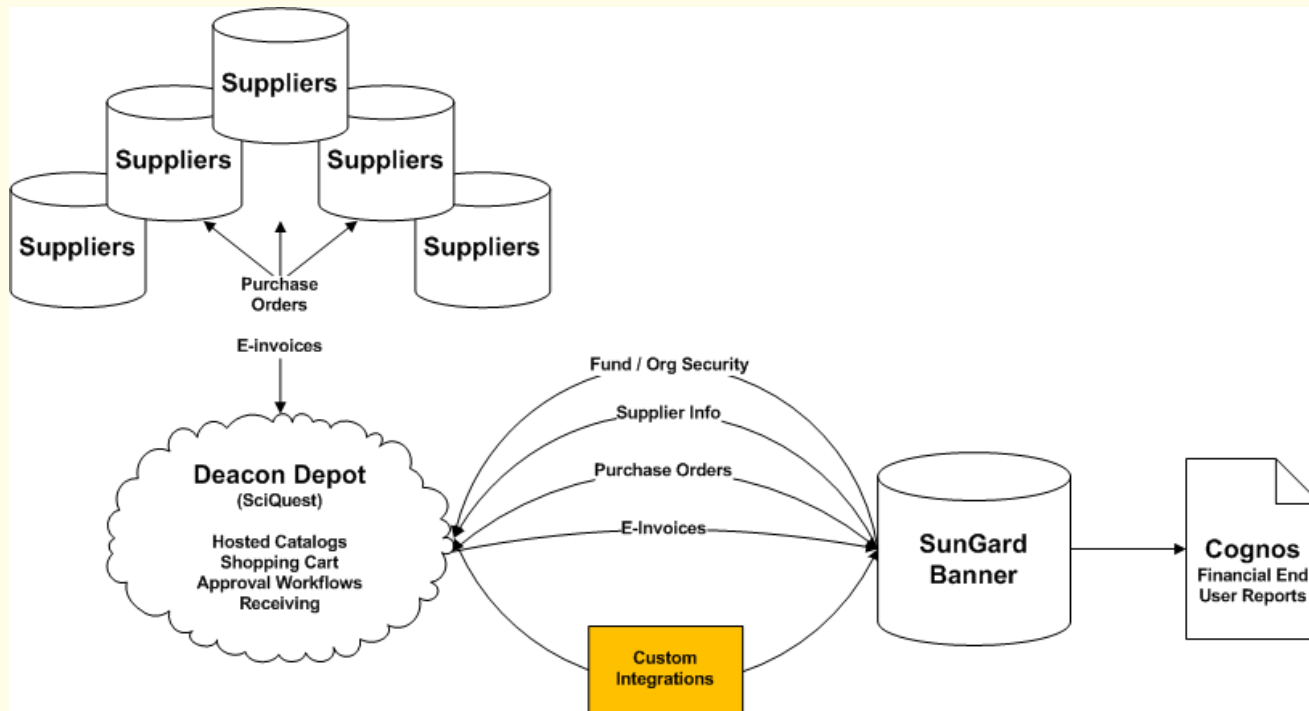 Suppliers
Suppliers
Suppliers
Suppliers
Suppliers
Purchase
Orders
E-invoices
Fund / Org Security
Supplier Info
Purchase Orders
E-Invoices
Deacon Depot
(SciQuest)
Hosted Catalogs
Shopping Cart
Approval Workflows
Receiving
SunGard
Banner
Cognos
Financial End
User Reports
Custom
Integrations